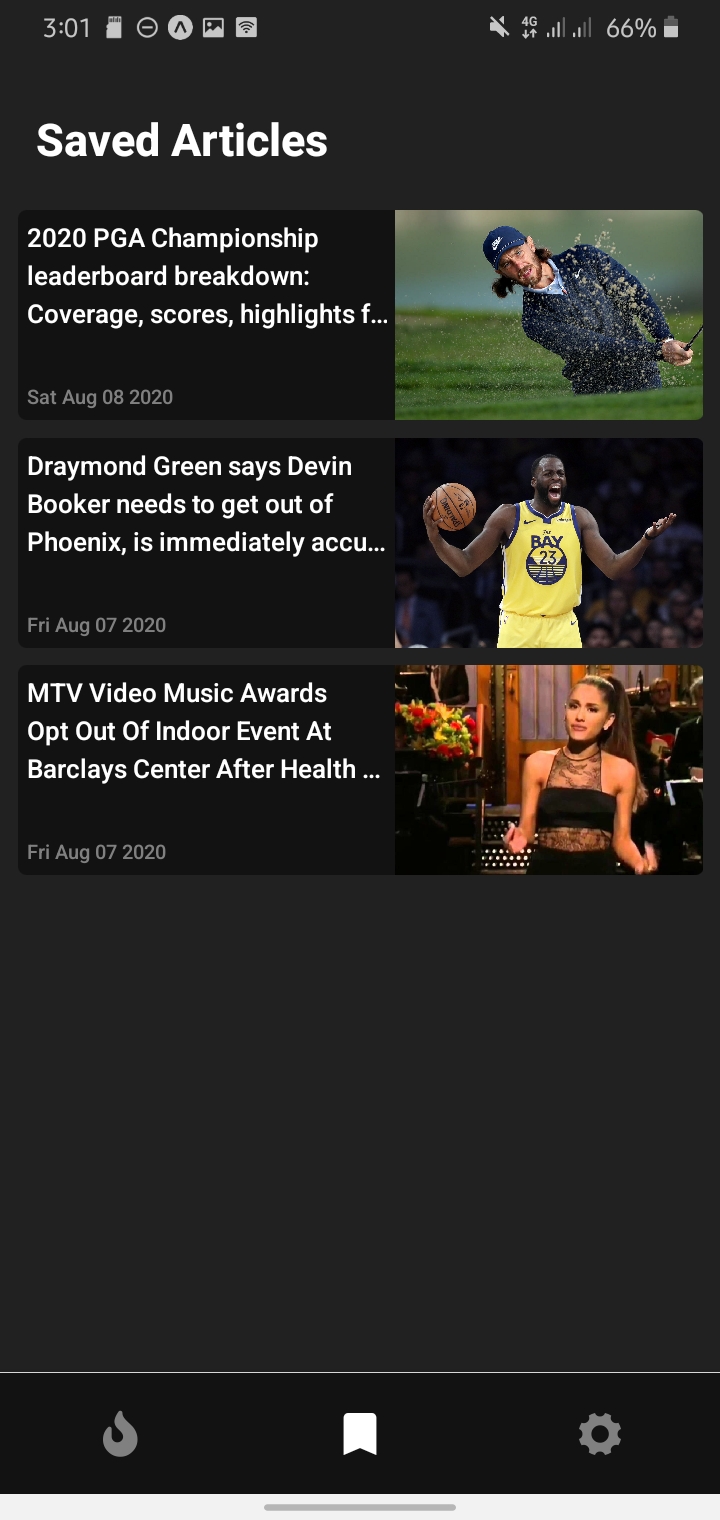 3:01
4G
66%
Saved Articles
2020 PGA Championship
leaderboard breakdown:
Coverage, scores, highlights f...
Sat Aug 08 2020
Draymond Green says Devin
Booker needs to get out of
Phoenix, is immediately accu...
Fri Aug 07 2020
SPALDING
The
BAY
23
MTV Video Music Awards
Opt Out Of Indoor Event At
Barclays Center After Health ...
Fri Aug 07 2020